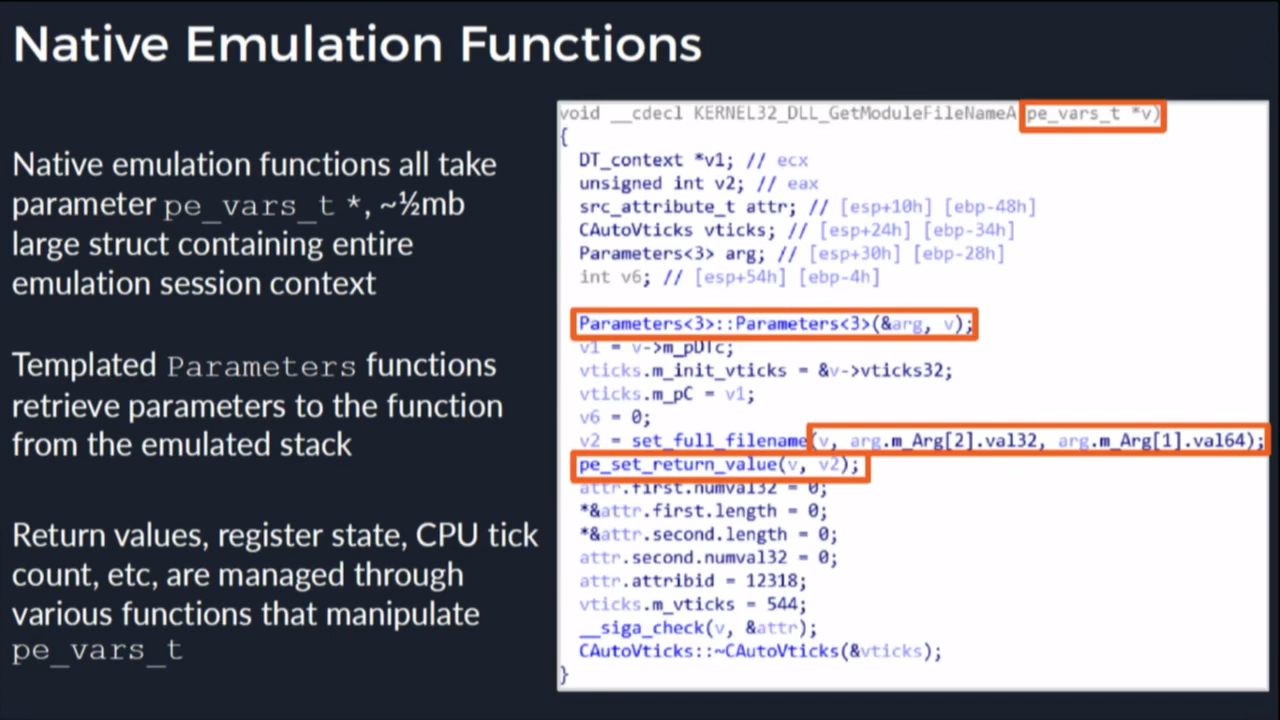 Native Emulation Functions
Native emulation functions all take
parameter pe_vars_t *, ~½mb
large struct containing entire
emulation session context
Templated Parameters functions
retrieve parameters to the function
from the emulated stack
Return values, register state, CPU tick
count, etc, are managed through
various functions that manipulate
pe_vars_t
void __cdecl KERNEL32_DLL_GetModuleFileNameA(pe_vars_t *v)
{
DT_context *v1; // ecx
unsigned int v2; // eax
src_attribute_t attr; // [esp+10h] [ebp-48h]
CAutoVticks vticks; // [esp+24h] [ebp-34h]
Parameters<3> arg; // [esp+30h] [ebp-28h]
int v6; // [esp+54h] [ebp-4h]
Parameters<3>::Parameters<3>(&arg, v);
v1 = v->m_pDTc;
vticks.m_init_vticks = &v->vticks32;
vticks.m_pC = v1;
v6 = 0;
v2 = set_full_filename(v, arg.m_Arg[2].val32, arg.m_Arg[1].val64);
pe_set_return_value(v, v2);
attr.first.numval32 = 0;
*&attr.first.length = 0;
*&attr.second.length = 0;
attr.second.numval32 = 0;
attr.attribid = 12318;
vticks.m_vticks = 544;
__siga_check(v, &attr);
CAutoVticks::~CAutoVticks(&vticks);
}